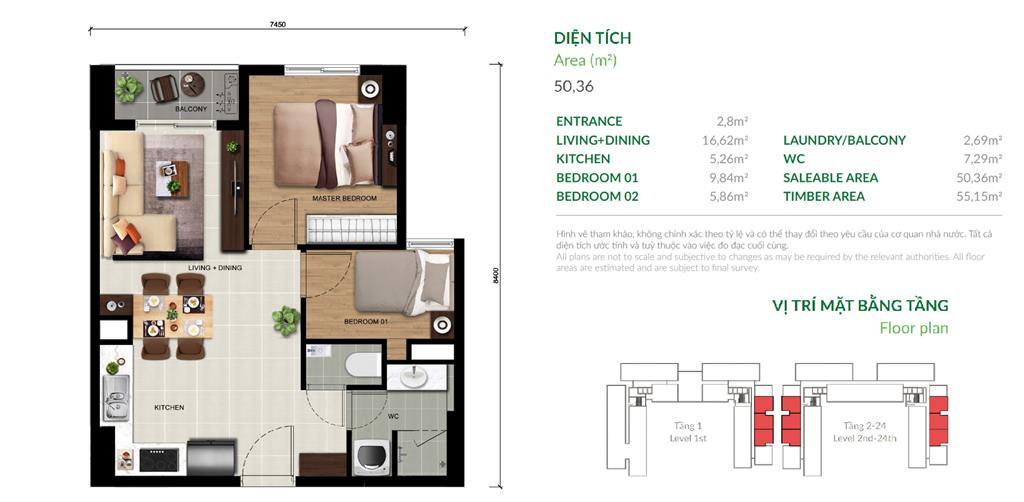 7450
8400
BALCONY
MASTER BEDROOM
LIVING + DINING
BEDROOM 01
KITCHEN
WC
DIỆN TÍCH
Area (m²)
50,36
ENTRANCE 2,8m²
LIVING+DINING 16,62m²
KITCHEN 5,26m²
BEDROOM 01 9,84m²
BEDROOM 02 5,86m²
LAUNDRY/BALCONY 2,69m²
WC 7,29m²
SALEABLE AREA 50,36m²
TIMBER AREA 55,15m²
Hình vẽ tham khảo, không chính xác theo tỷ lệ và có thể thay đổi theo yêu cầu của cơ quan nhà nước. Tất cả
diện tích ước tính và tuỳ thuộc vào việc đo đạc cuối cùng.
All plans are not to scale and subjective to changes as may be required by the relevant authorities. All floor
areas are estimated and are subject to final survey.
VỊ TRÍ MẶT BẰNG TẦNG
Floor plan
Tầng 1
Level 1st
Tầng 2-24
Level 2nd-24th